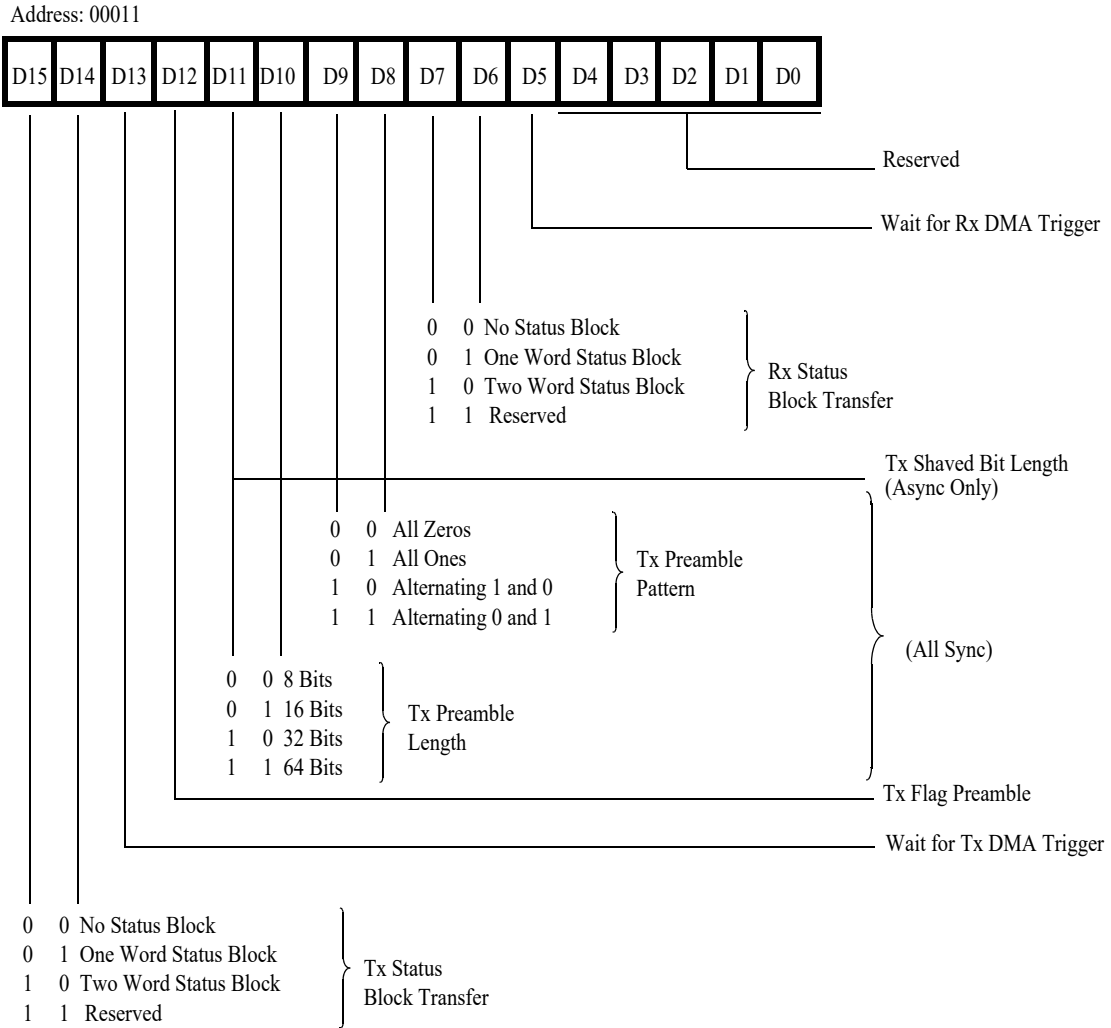 Address: 00011
D15 D14 D13 D12 D11 D10 D9 D8 D7 D6 D5 D4 D3 D2 D1 D0
Reserved
Wait for Rx DMA Trigger
0 0 No Status Block
0 1 One Word Status Block
1 0 Two Word Status Block
1 1 Reserved
Rx Status
Block Transfer
Tx Shaved Bit Length
(Async Only)
0 0 All Zeros
0 1 All Ones
1 0 Alternating 1 and 0
1 1 Alternating 0 and 1
Tx Preamble
Pattern
(All Sync)
0 0 8 Bits
0 1 16 Bits
1 0 32 Bits
1 1 64 Bits
Tx Preamble
Length
Tx Flag Preamble
Wait for Tx DMA Trigger
0 0 No Status Block
0 1 One Word Status Block
1 0 Two Word Status Block
1 1 Reserved
Tx Status
Block Transfer